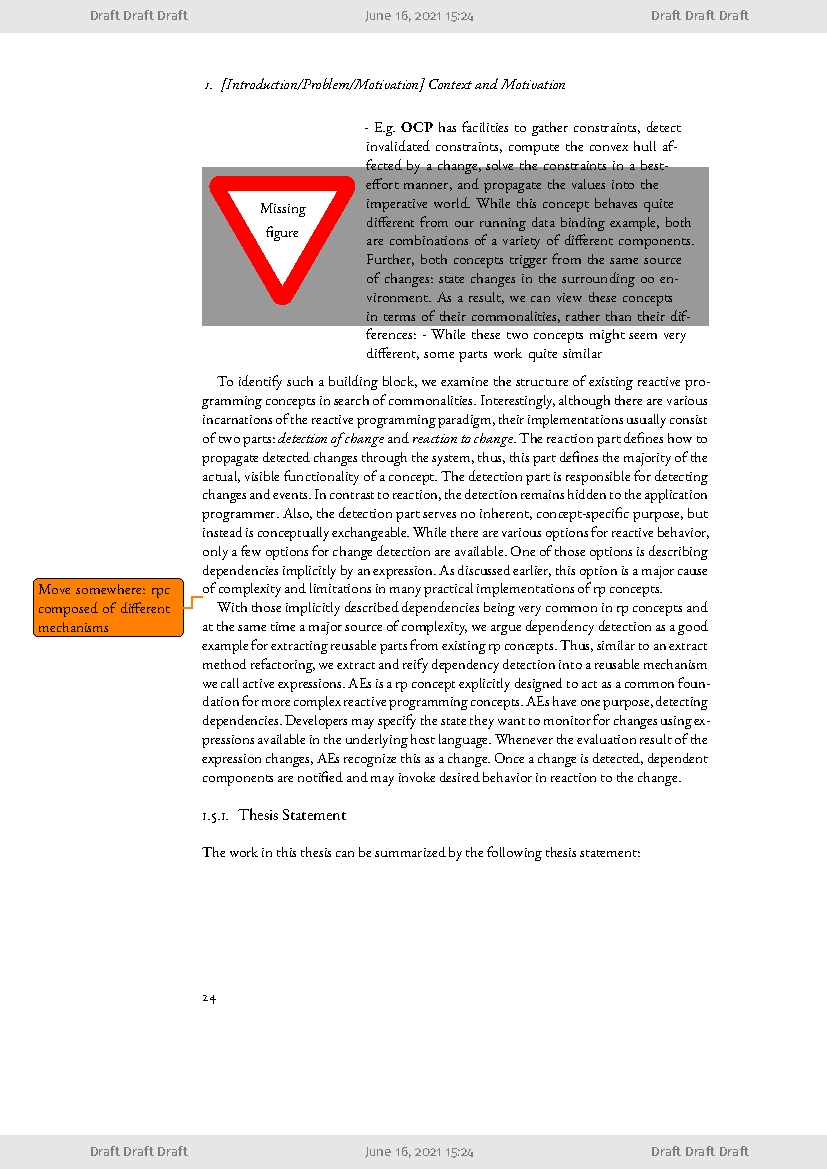 Draft Draft Draft June 16, 2021 15:24 Draft Draft Draft
1. [Introduction/Problem/Motivation] Context and Motivation
Missing
figure
- E.g. OCP has facilities to gather constraints, detect
invalidated constraints, compute the convex hull af-
fected by a change, solve the constraints in a best-
effort manner, and propagate the values into the
imperative world. While this concept behaves quite
different from our running data binding example, both
are combinations of a variety of different components.
Further, both concepts trigger from the same source
of changes: state changes in the surrounding oo en-
vironment. As a result, we can view these concepts
in terms of their commonalities, rather than their dif-
ferences: - While these two concepts might seem very
different, some parts work quite similar
To identify such a building block, we examine the structure of existing reactive pro-
gramming concepts in search of commonalities. Interestingly, although there are various
incarnations of the reactive programming paradigm, their implementations usually consist
of two parts: detection of change and reaction to change. The reaction part defines how to
propagate detected changes through the system, thus, this part defines the majority of the
actual, visible functionality of a concept. The detection part is responsible for detecting
changes and events. In contrast to reaction, the detection remains hidden to the application
programmer. Also, the detection part serves no inherent, concept-specific purpose, but
instead is conceptually exchangeable. While there are various options for reactive behavior,
only a few options for change detection are available. One of those options is describing
dependencies implicitly by an expression. As discussed earlier, this option is a major cause
of complexity and limitations in many practical implementations of rp concepts.
Move somewhere: rpc
composed of different
mechanisms
With those implicitly described dependencies being very common in rp concepts and
at the same time a major source of complexity, we argue dependency detection as a good
example for extracting reusable parts from existing rp concepts. Thus, similar to an extract
method refactoring, we extract and reify dependency detection into a reusable mechanism
we call active expressions. AEs is a rp concept explicitly designed to act as a common foun-
dation for more complex reactive programming concepts. AEs have one purpose, detecting
dependencies. Developers may specify the state they want to monitor for changes using ex-
pressions available in the underlying host language. Whenever the evaluation result of the
expression changes, AEs recognize this as a change. Once a change is detected, dependent
components are notified and may invoke desired behavior in reaction to the change.
1.5.1. Thesis Statement
The work in this thesis can be summarized by the following thesis statement:
24
Draft Draft Draft June 16, 2021 15:24 Draft Draft Draft